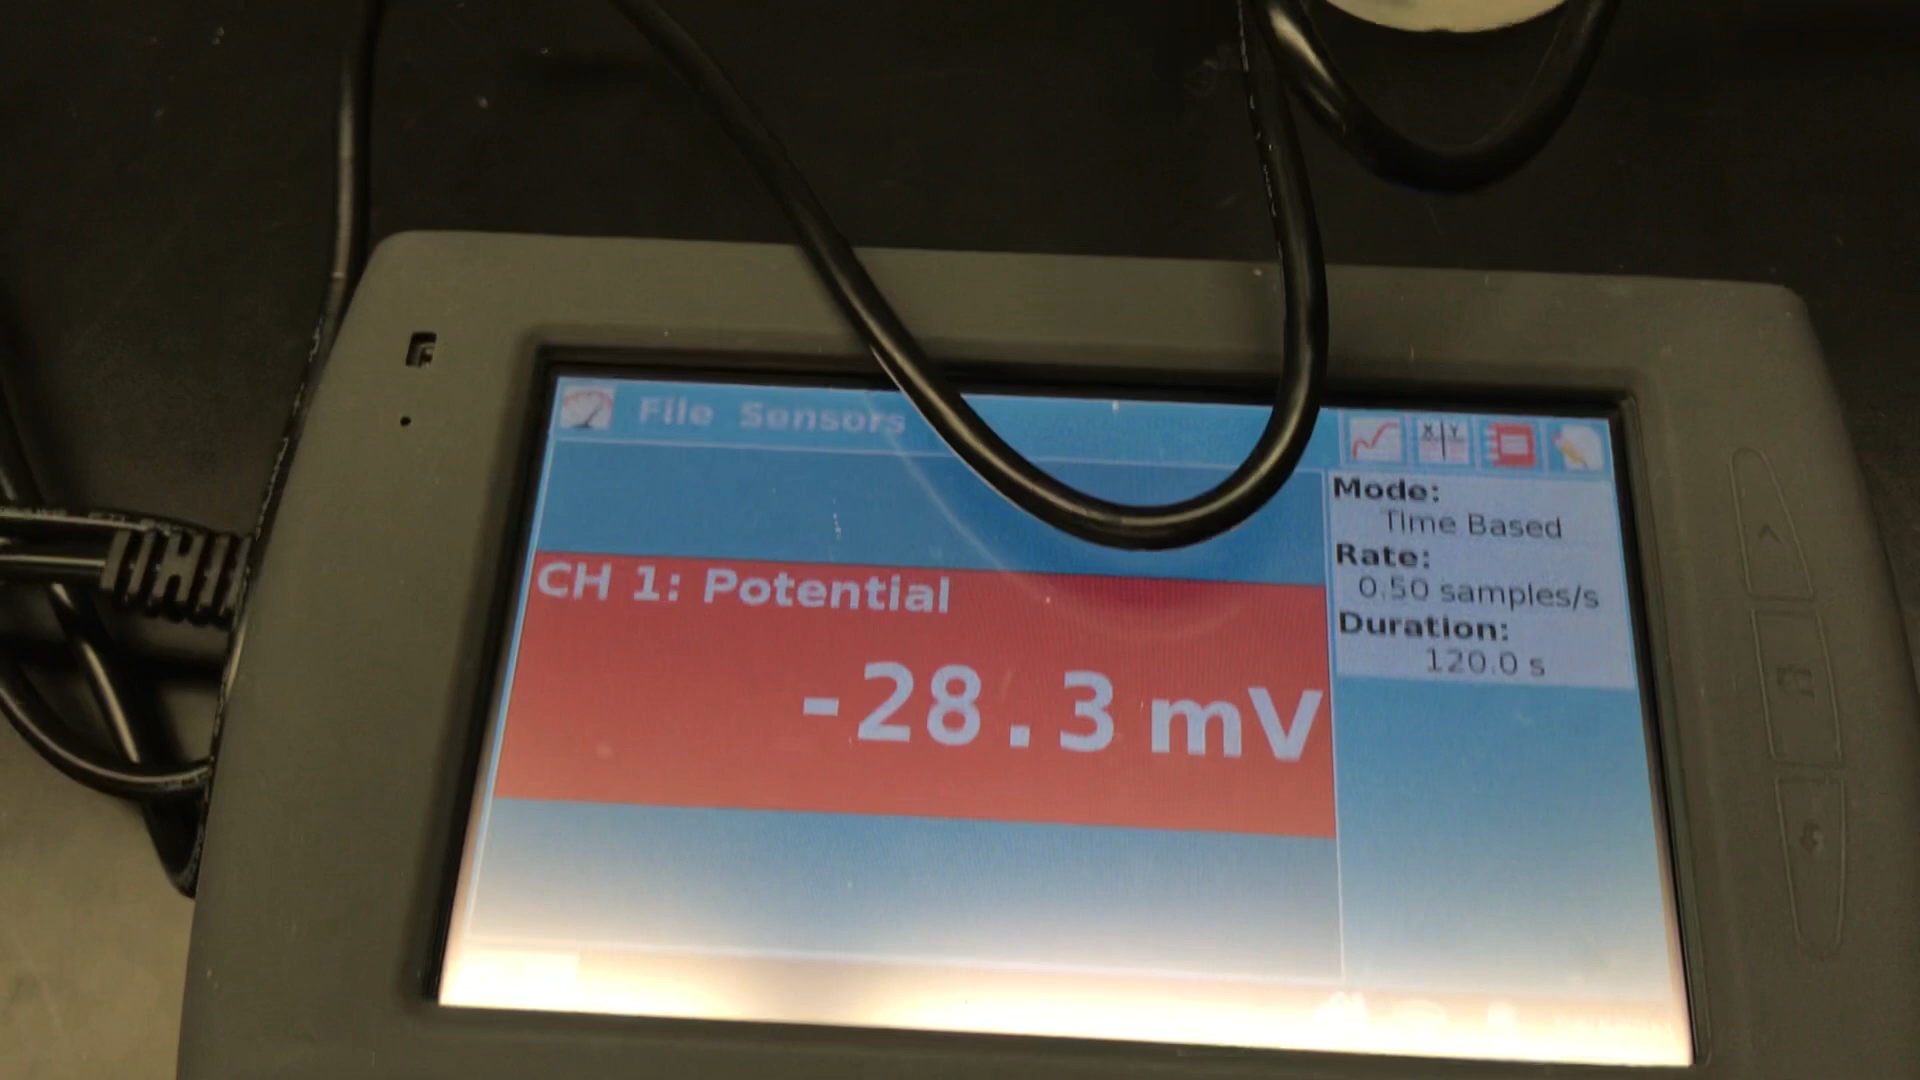 File Sensors
X Y
Mode:
Time Based
Rate:
0.50 samples/s
Duration:
120.0 s
CH 1: Potential
-28.3 mV